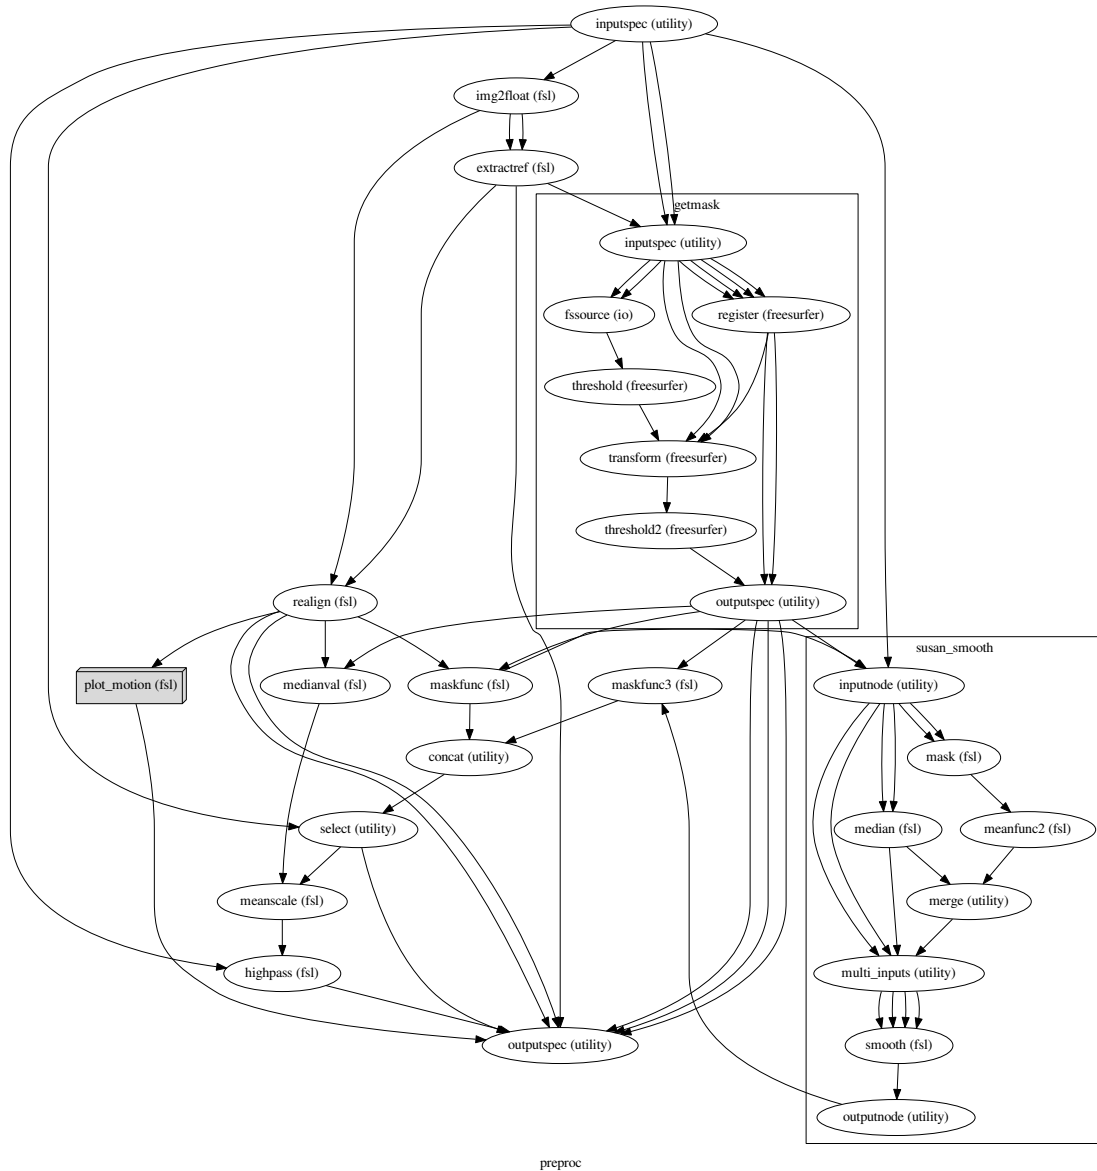 inputspec (utility)
img2float (fsl)
extractref (fsl)
getmask
inputspec (utility)
fssource (io)
register (freesurfer)
threshold (freesurfer)
transform (freesurfer)
threshold2 (freesurfer)
realign (fsl)
outputspec (utility)
susan_smooth
plot_motion (fsl)
medianval (fsl)
maskfunc (fsl)
maskfunc3 (fsl)
inputnode (utility)
concat (utility)
mask (fsl)
select (utility)
median (fsl)
meanfunc2 (fsl)
meanscale (fsl)
merge (utility)
highpass (fsl)
multi_inputs (utility)
outputspec (utility)
smooth (fsl)
outputnode (utility)
preproc